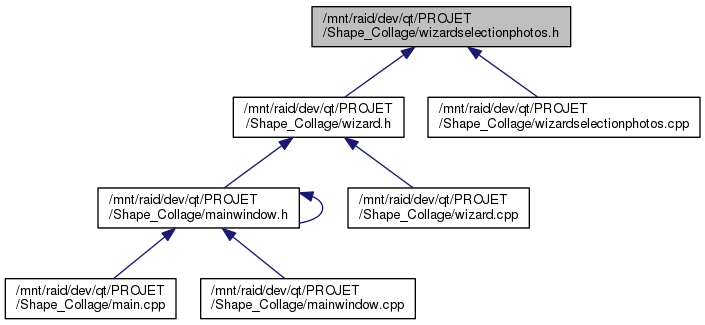 /mnt/raid/dev/qt/PROJET
/Shape_Collage/wizardselectionphotos.h
/mnt/raid/dev/qt/PROJET
/Shape_Collage/wizard.h
/mnt/raid/dev/qt/PROJET
/Shape_Collage/wizardselectionphotos.cpp
/mnt/raid/dev/qt/PROJET
/Shape_Collage/mainwindow.h
/mnt/raid/dev/qt/PROJET
/Shape_Collage/wizard.cpp
/mnt/raid/dev/qt/PROJET
/Shape_Collage/main.cpp
/mnt/raid/dev/qt/PROJET
/Shape_Collage/mainwindow.cpp